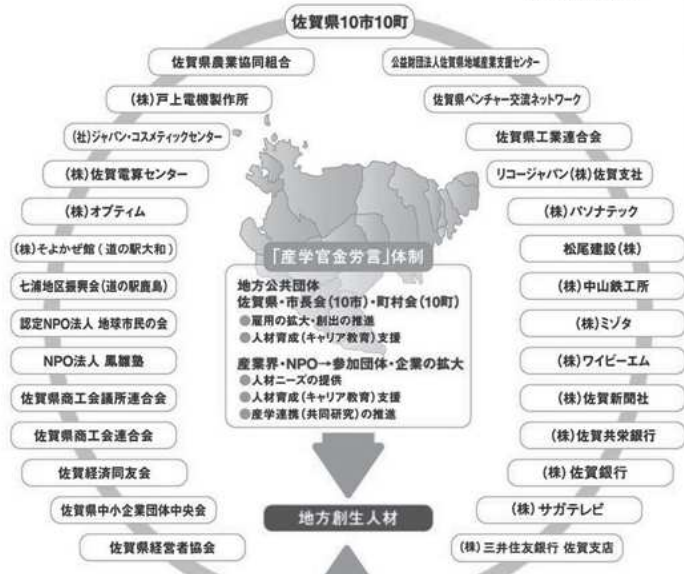 佐賀県10市10町
佐賀県農業協同組合
(株)戸上電機製作所
(社)ジャパン・コスメティックセンター
(株)佐賀電算センター
(株)オプティム
(株)そよかぜ館(道の駅大和)
七浦地区振興会(道の駅鹿島)
認定NPO法人 地球市民の会
NPO法人 鳳雛塾
佐賀県商工会議所連合会
佐賀県商工会連合会
佐賀経済同友会
佐賀県中小企業団体中央会
佐賀県経営者協会
公益財団法人佐賀県地域産業支援センター
佐賀県ベンチャー交流ネットワーク
佐賀県工業連合会
リコージャパン(株)佐賀支社
(株)パソナテック
松尾建設(株)
(株)中山鉄工所
(株)ミゾタ
(株)ワイビーエム
(株)佐賀新聞社
(株)佐賀共栄銀行
(株)佐賀銀行
(株)サガテレビ
(株)三井住友銀行 佐賀支店
「産学官金労言」体制
地方公共団体
佐賀県・市長会(10市)・町村会(10町)
●雇用の拡大・創出の推進
●人材育成(キャリア教育)支援
産業界・NPO→参加団体・企業の拡大
●人材ニーズの提供
●人材育成(キャリア教育)支援
●産学連携(共同研究)の推進
地方創生人材